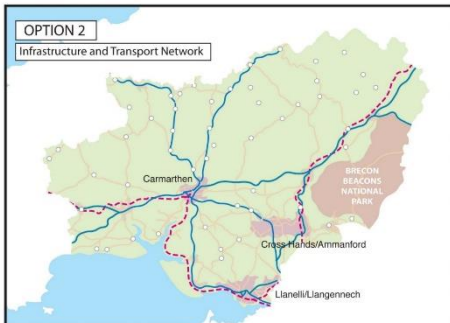 OPTION 2
Infrastructure and Transport Network
Carmarthen
BRECON
BEACONS
NATIONAL
PARK
Cross Hands/Ammanford
Llanelli/Llangennech